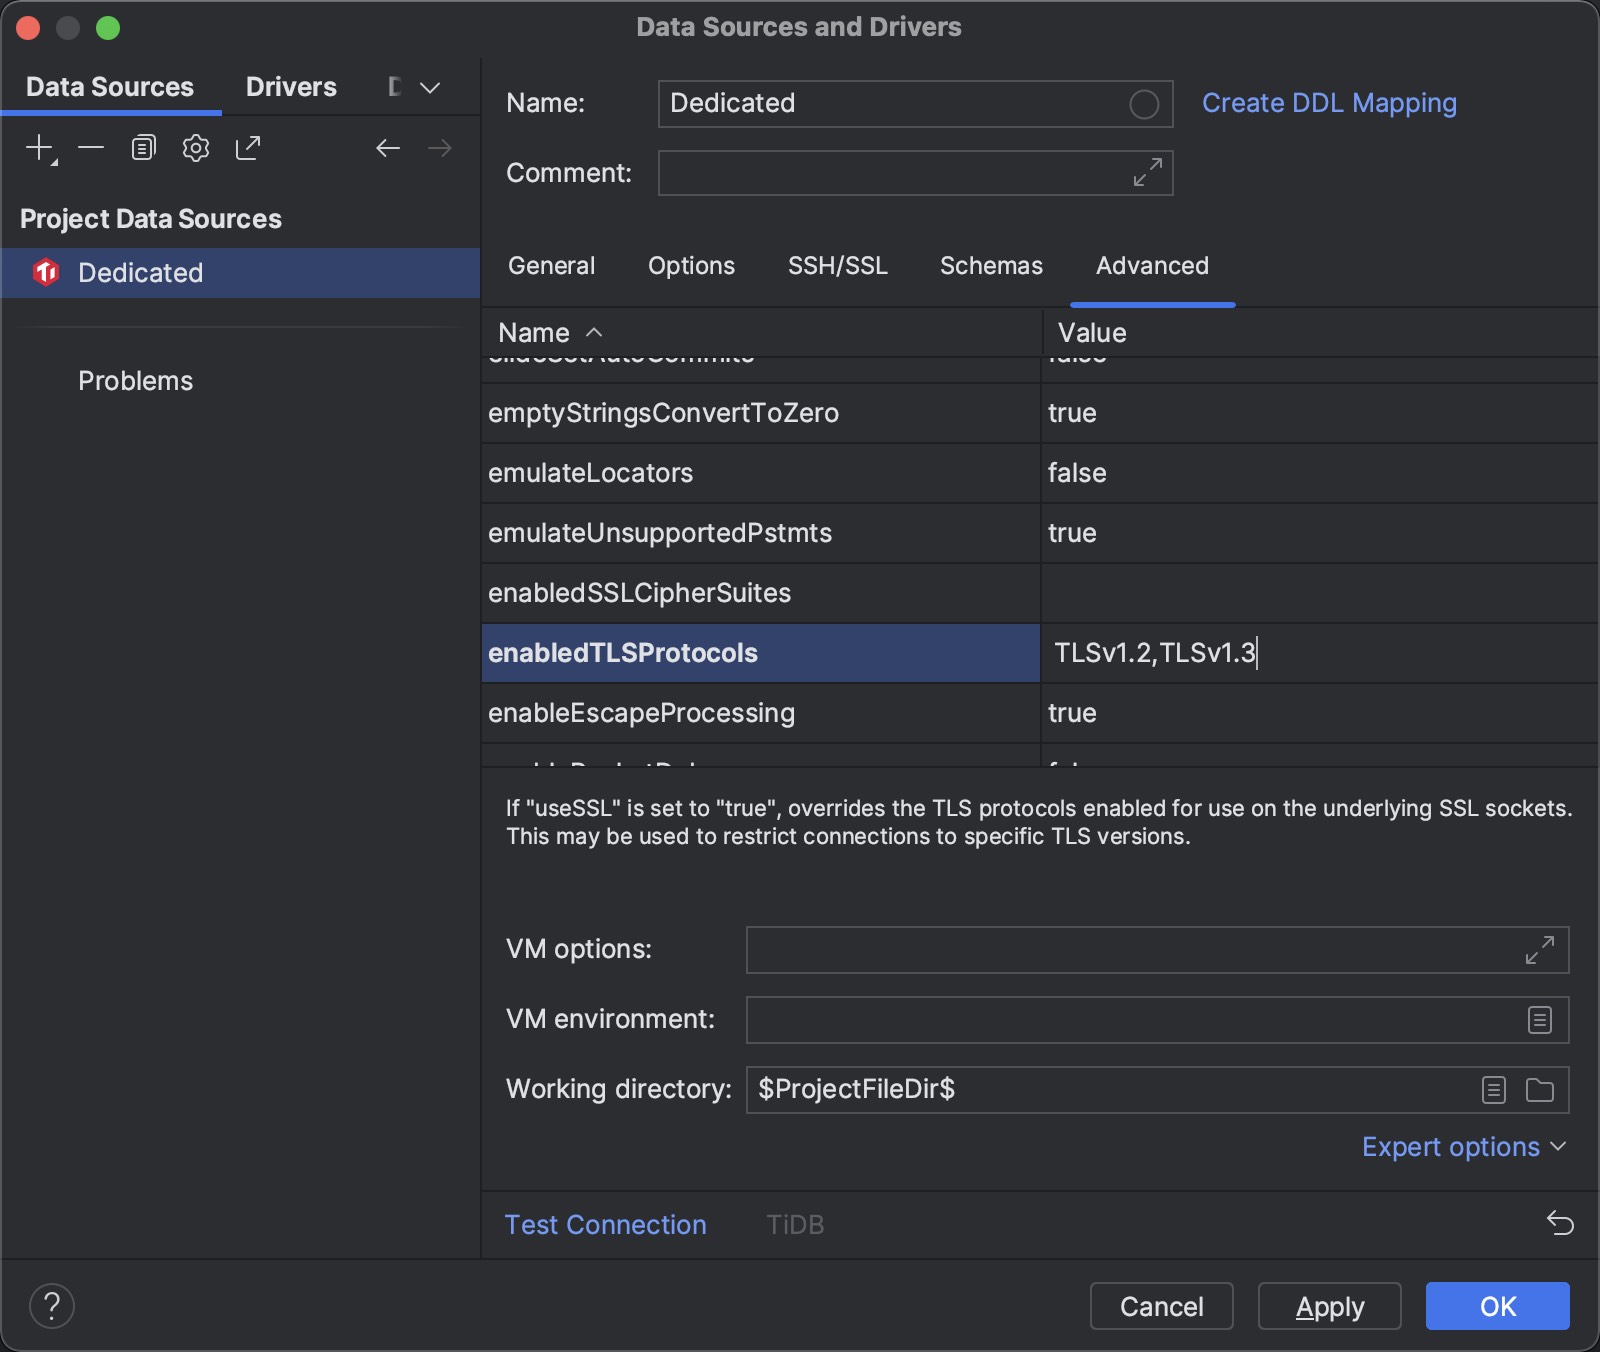 Data Sources and Drivers
Data Sources Drivers
Name: Dedicated Create DDL Mapping
Comment:
Project Data Sources
Dedicated
Problems
General Options SSH/SSL Schemas Advanced
Name Value
emptyStringsConvertToZero true
emulateLocators false
emulateUnsupportedPstmts true
enabledSSLCipherSuites
enabledTLSProtocols TLSv1.2,TLSv1.3
enableEscapeProcessing true
If "useSSL" is set to "true", overrides the TLS protocols enabled for use on the underlying SSL sockets.
This may be used to restrict connections to specific TLS versions.
VM options:
VM environment:
Working directory: $ProjectFileDir$
Expert options
Test Connection TiDB
? Cancel Apply OK